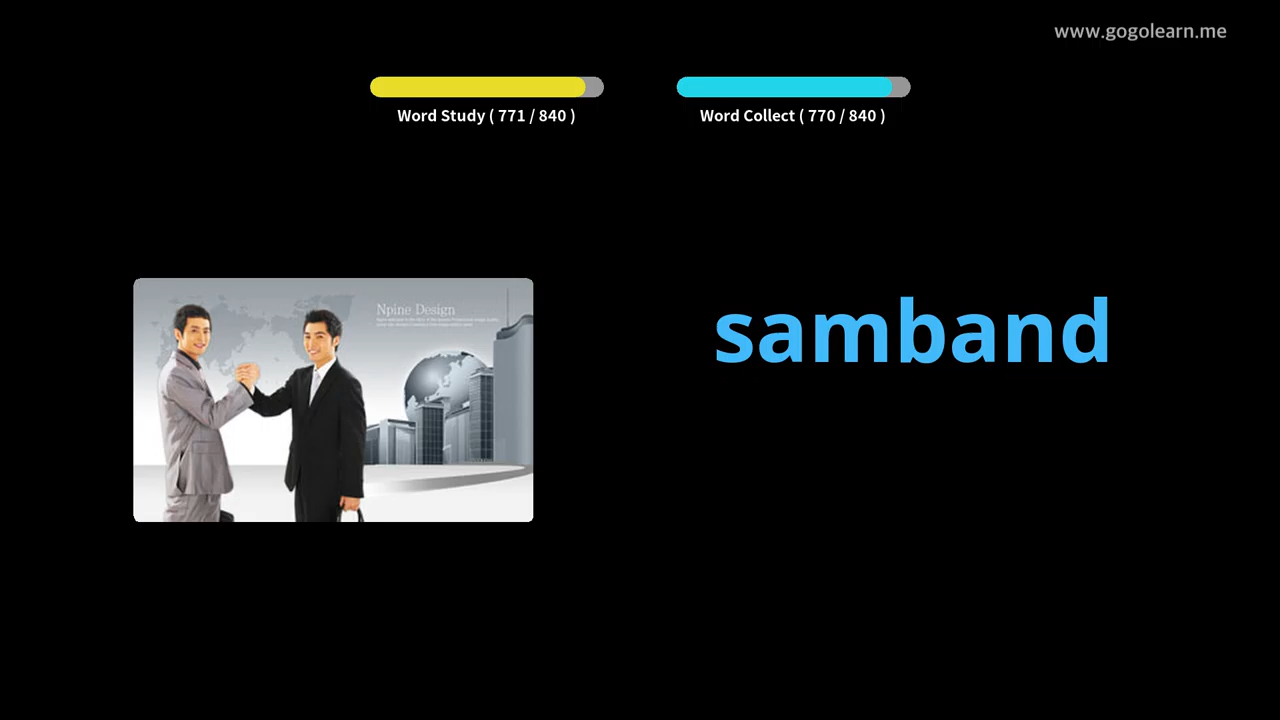 www.gogolearn.me
Word Study ( 771 / 840 )
Word Collect ( 770 / 840 )
Npine Design
samband